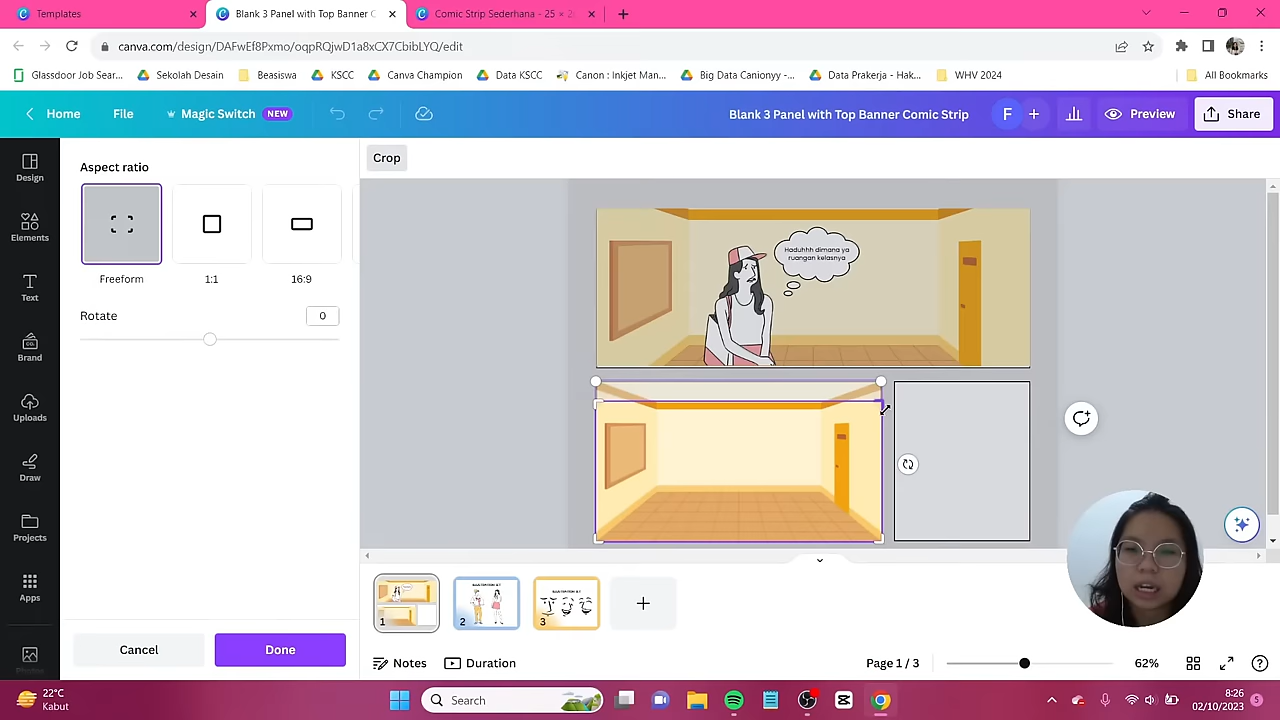 Templates
Blank 3 Panel with Top Banner C
Comic Strip Sederhana - 25 × 2
canva.com/design/DAFwEf8Pxmo/oqpRQjwD1a8xCX7CbibLYQ/edit
Glassdoor Job Sear...
Sekolah Desain
Beasiswa
KSCC
Canva Champion
Data KSCC
Canon : Inkjet Man...
Big Data Canionyy -...
Data Prakerja - Hak...
WHV 2024
All Bookmarks
Home
File
Magic Switch
NEW
Blank 3 Panel with Top Banner Comic Strip
F
Preview
Share
Design
Elements
Text
Brand
Uploads
Draw
Projects
Apps
Aspect ratio
Freeform
1:1
16:9
Rotate
0
Cancel
Done
Crop
Haduhhh dimana ya
ruangan kelasnya
1
2
3
Notes
Duration
Page 1 / 3
62%
22°C
Kabut
Search
8:26
02/10/2023
5